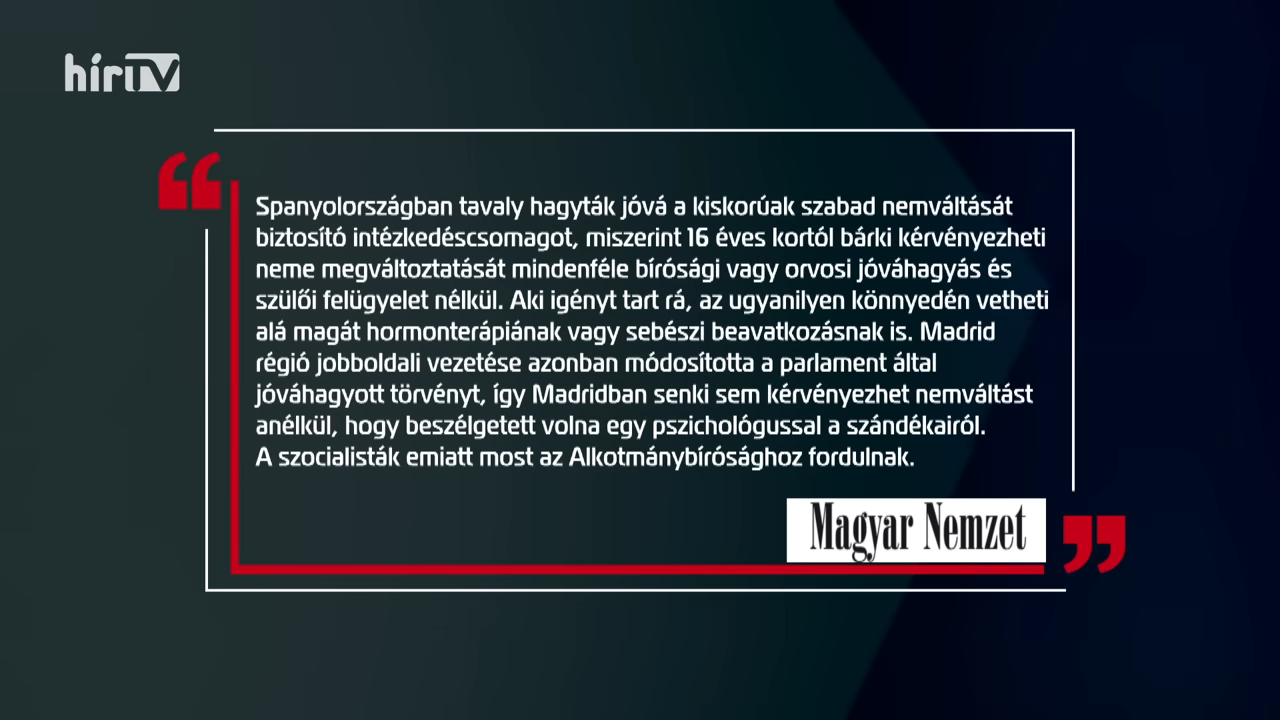 hírTV
Spanyolországban tavaly hagyták jóvá a kiskorúak szabad nemváltását
biztosító intézkedéscsomagot, miszerint 16 éves kortól bárki kérvényezheti
neme megváltoztatását mindenféle bírósági vagy orvosi jóváhagyás és
szülői felügyelet nélkül. Aki igényt tart rá, az ugyanilyen könnyedén vetheti
alá magát hormonterápiának vagy sebészi beavatkozásnak is. Madrid
régió jobboldali vezetése azonban módosította a parlament által
jóváhagyott törvényt, így Madridban senki sem kérvényezhet nemváltást
anélkül, hogy beszélgetett volna egy pszichológussal a szándékairól.
A szocialisták emiatt most az Alkotmánybírósághoz fordulnak.
Magyar Nemzet